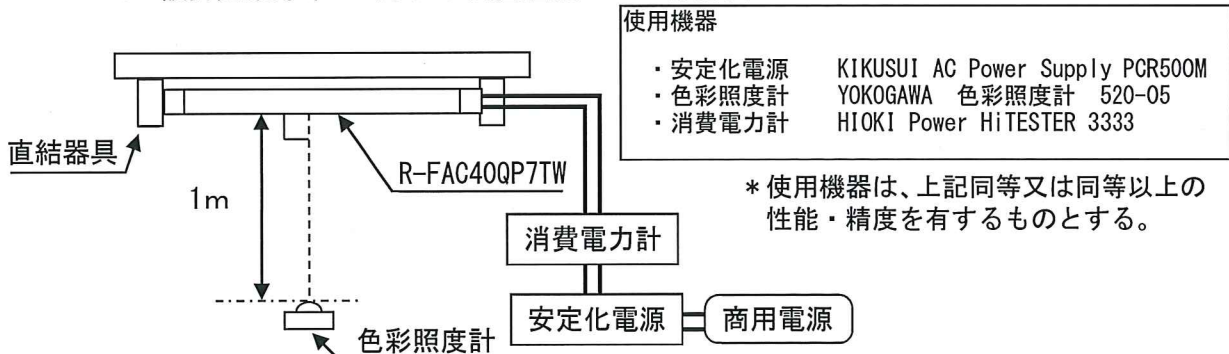 使用機器
・安定化電源 KIKUSUI AC Power Supply PCR500M
・色彩照度計 YOKOGAWA 色彩照度計 520-05
・消費電力計 HIOKI Power HiTESTER 3333
直結器具
R-FAC40QP7TW
1m
＊使用機器は、上記同等又は同等以上の
性能・精度を有するものとする。
消費電力計
安定化電源
商用電源
色彩照度計